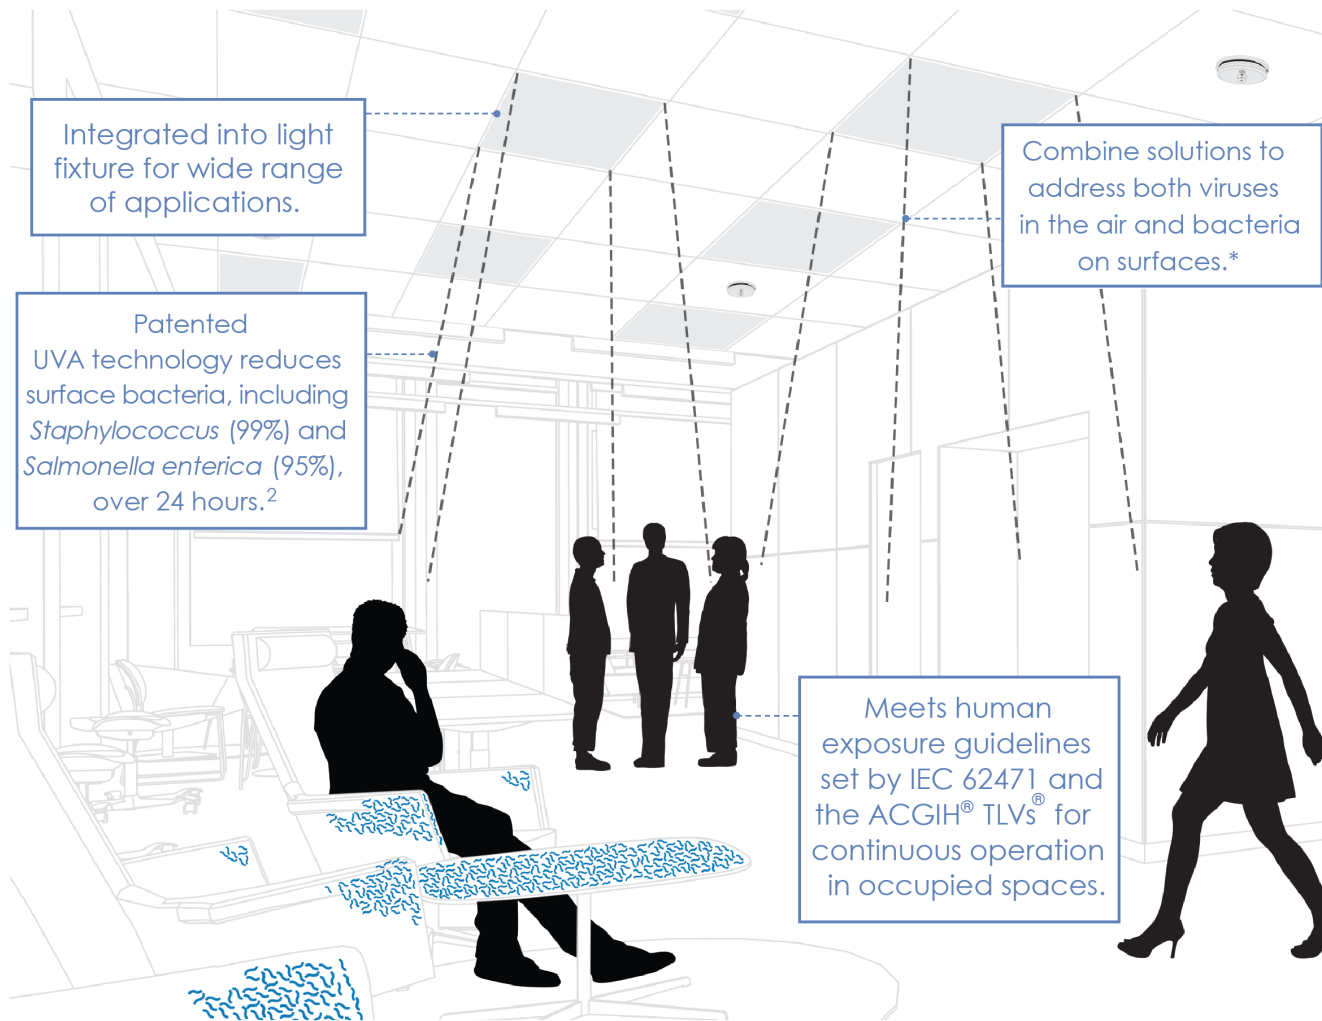 Integrated into light
fixture for wide range
of applications.
Combine solutions to
address both viruses
in the air and bacteria
on surfaces.*
Patented
UVA technology reduces
surface bacteria, including
Staphylococcus (99%) and
Salmonella enterica (95%),
over 24 hours.²
Meets human
exposure guidelines
set by IEC 62471 and
the ACGIH® TLVs® for
continuous operation
in occupied spaces.